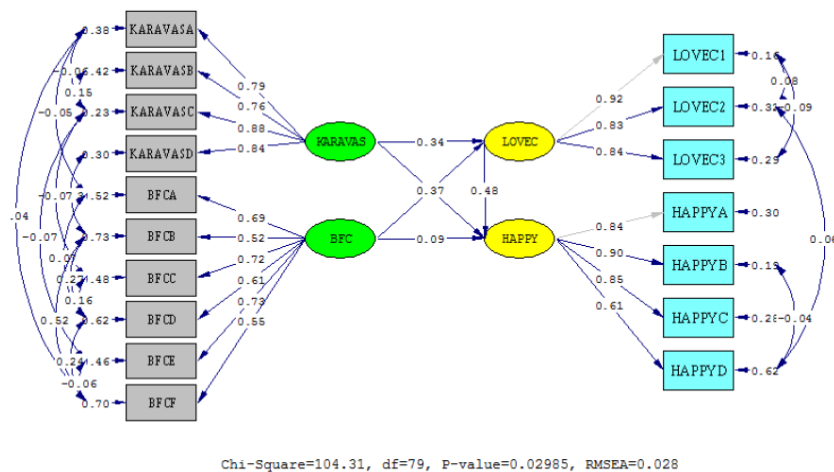 0.38
KARAVASA
-0.06
0.42
KARAVASB
0.15
-0.05
0.23
KARAVASC
0.30
KARAVASD
-0.07
0.52
BFCA
.04
-0.07
0.73
BFCB
0.07
0.27
0.48
BFCC
0.16
0.52
0.62
BFCD
0.24
0.46
BFCE
-0.06
0.70
BFCF
0.79
0.76
0.88
0.84
0.69
0.52
0.72
0.61
0.73
0.55
KARAVAS
BFC
0.34
0.37
0.48
0.09
LOVEC
HAPPY
0.92
0.83
0.84
0.84
0.90
0.85
0.61
LOVEC1
0.16
0.08
LOVEC2
0.32
-0.09
LOVEC3
0.29
HAPPYA
0.30
0.06
HAPPYB
HAPPYC
-0.04
HAPPYD
0.62
Chi-Square=104.31, df=79, P-value=0.02985, RMSEA=0.028